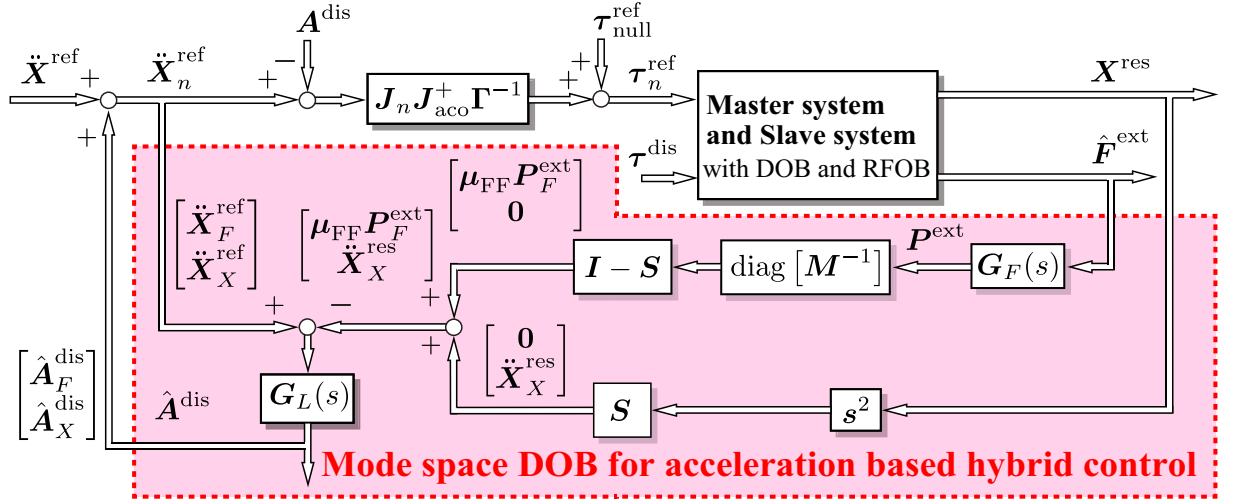 Ẍ^ref
+
+
Ẍ_n^ref
A^dis
+
−
J_n J_aco^+ Γ^−1
+
+
τ_null^ref
τ_n^ref
τ^dis
Master system
and Slave system
with DOB and RFOB
X^res
F̂^ext
[Ẍ_F^ref
Ẍ_X^ref]
[μ_FF P_F^ext
Ẍ_X^res]
[μ_FF P_F^ext
0]
I − S
diag [M^−1]
P^ext
G_F(s)
+
−
+
+
[0
Ẍ_X^res]
G_L(s)
S
s^2
[Â_F^dis
Â_X^dis]
Â^dis
Mode space DOB for acceleration based hybrid control